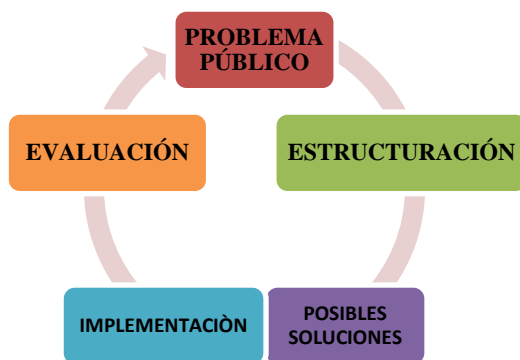 PROBLEMA
PÚBLICO
EVALUACIÓN
ESTRUCTURACIÓN
IMPLEMENTACIÒN
POSIBLES
SOLUCIONES